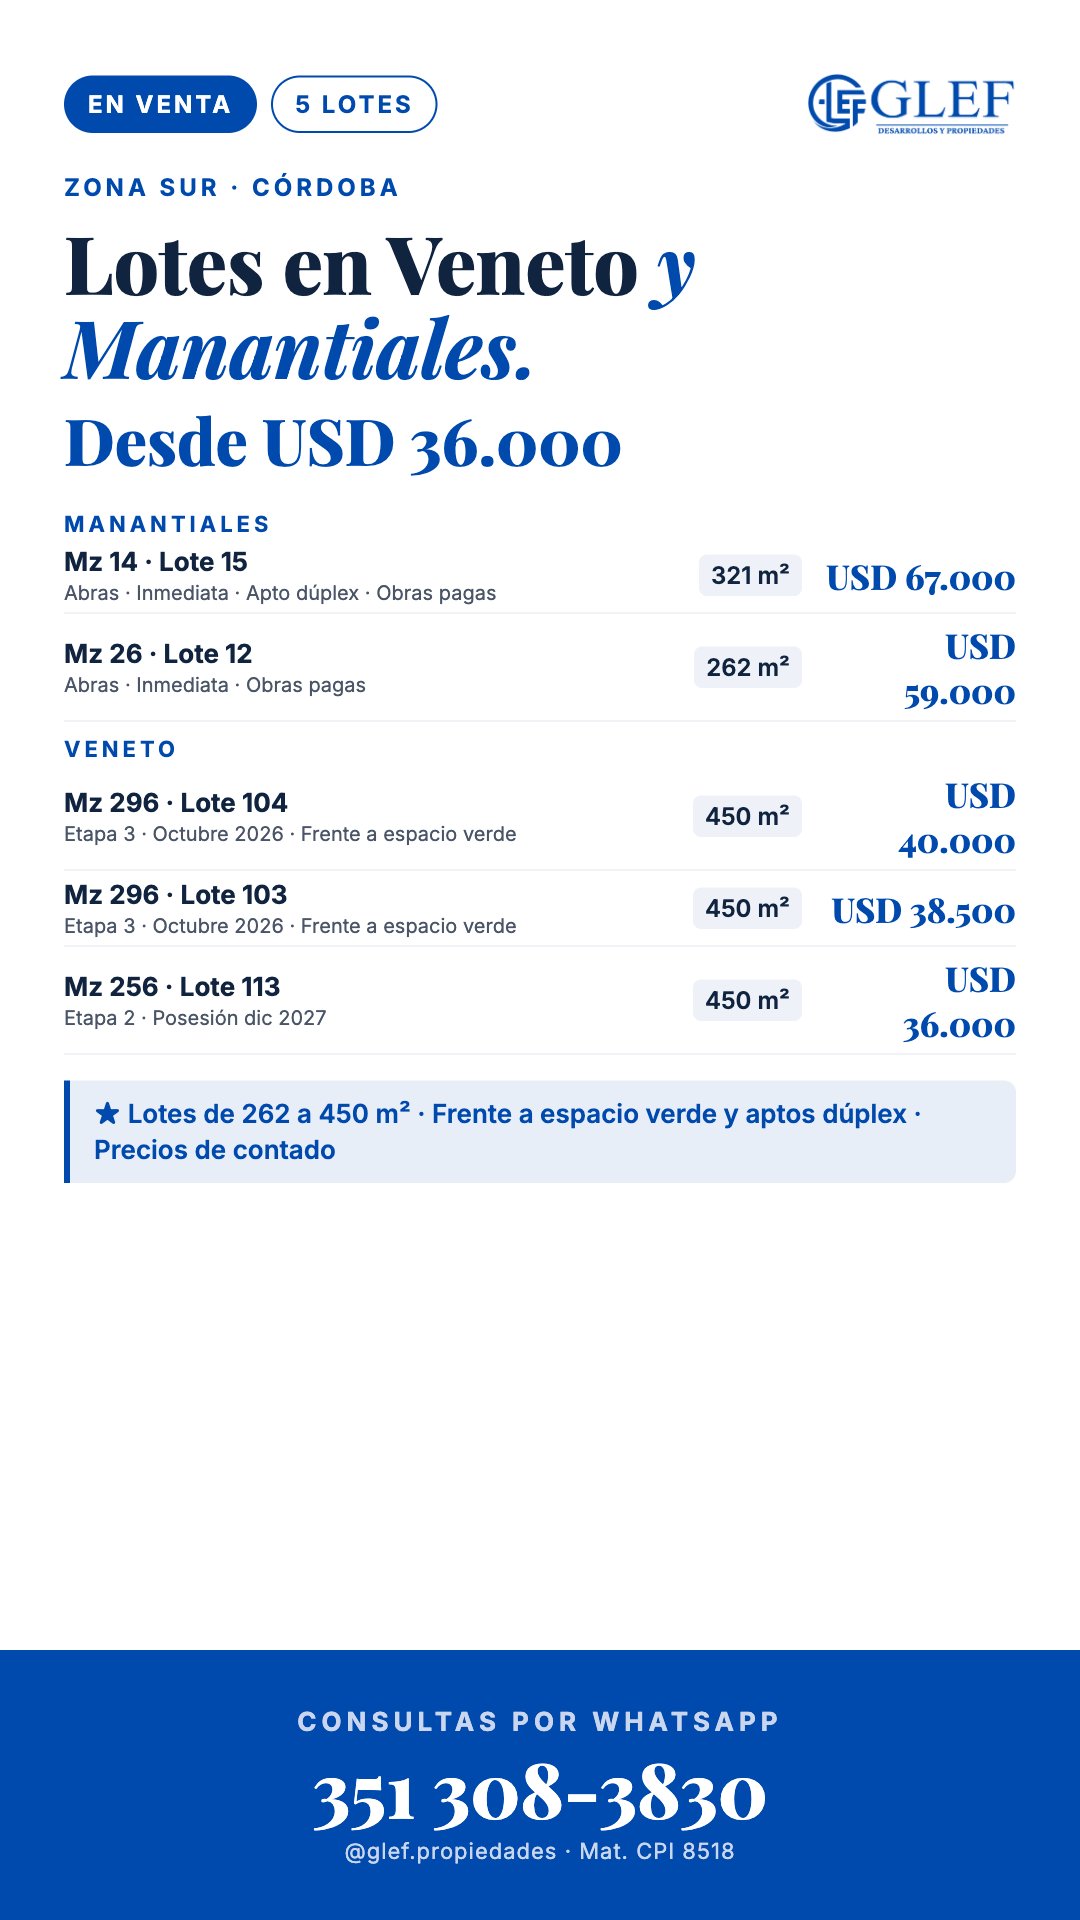 EN VENTA
5 LOTES
GLEF
DESARROLLOS Y PROPIEDADES
ZONA SUR · CÓRDOBA
Lotes en Veneto y
Manantiales.
Desde USD 36.000
MANANTIALES
Mz 14 · Lote 15
Abras · Inmediata · Apto dúplex · Obras pagas
321 m²
USD 67.000
Mz 26 · Lote 12
Abras · Inmediata · Obras pagas
262 m²
USD
59.000
VENETO
Mz 296 · Lote 104
Etapa 3 · Octubre 2026 · Frente a espacio verde
450 m²
USD
40.000
Mz 296 · Lote 103
Etapa 3 · Octubre 2026 · Frente a espacio verde
450 m²
USD 38.500
Mz 256 · Lote 113
Etapa 2 · Posesión dic 2027
450 m²
USD
36.000
★ Lotes de 262 a 450 m² · Frente a espacio verde y aptos dúplex ·
Precios de contado
CONSULTAS POR WHATSAPP
351 308-3830
@glef.propiedades · Mat. CPI 8518